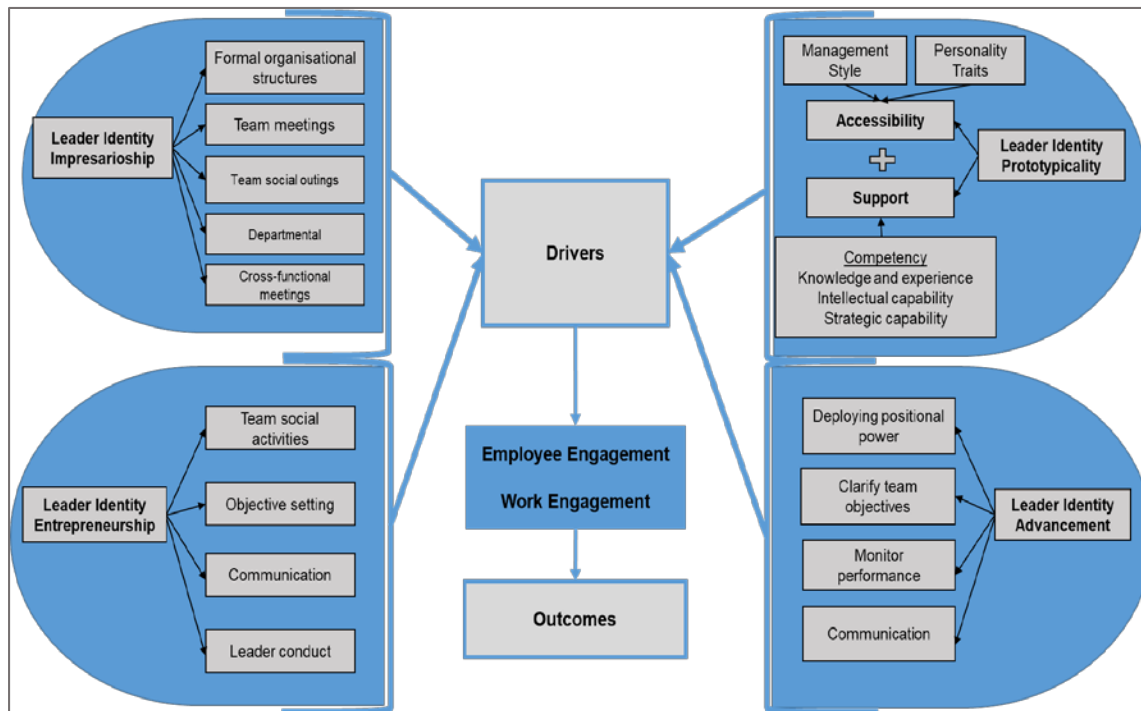 Formal organisational
structures
Team meetings
Leader Identity
Impresarioship
Team social outings
Departmental
Cross-functional
meetings
Management
Style
Personality
Traits
Accessibility
Leader Identity
Prototypicality
Support
Competency
Knowledge and experience
Intellectual capability
Strategic capability
Drivers
Employee Engagement
Work Engagement
Outcomes
Team social
activities
Leader Identity
Entrepreneurship
Objective setting
Communication
Leader conduct
Deploying positional
power
Clarify team
objectives
Leader Identity
Advancement
Monitor
performance
Communication